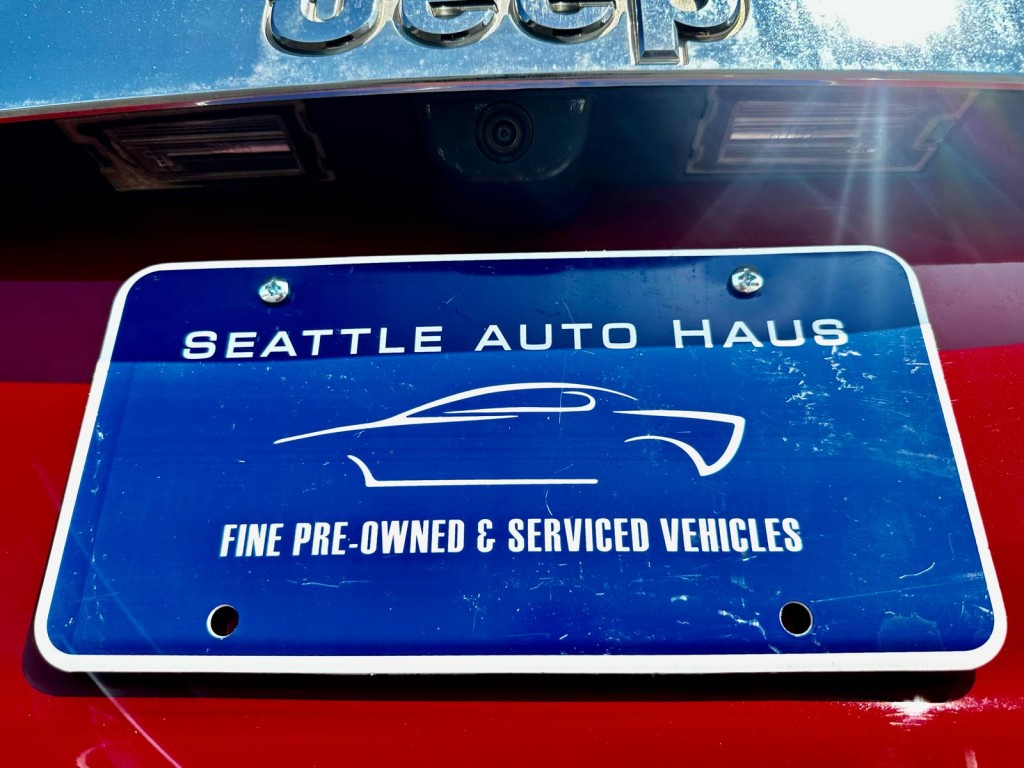 Jeep
SEATTLE AUTO HAUS
FINE PRE-OWNED & SERVICED VEHICLES